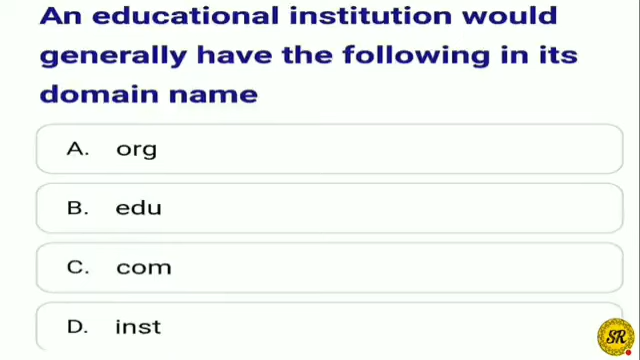 An educational institution would
generally have the following in its
domain name
A. org
B. edu
C. com
D. inst
SR